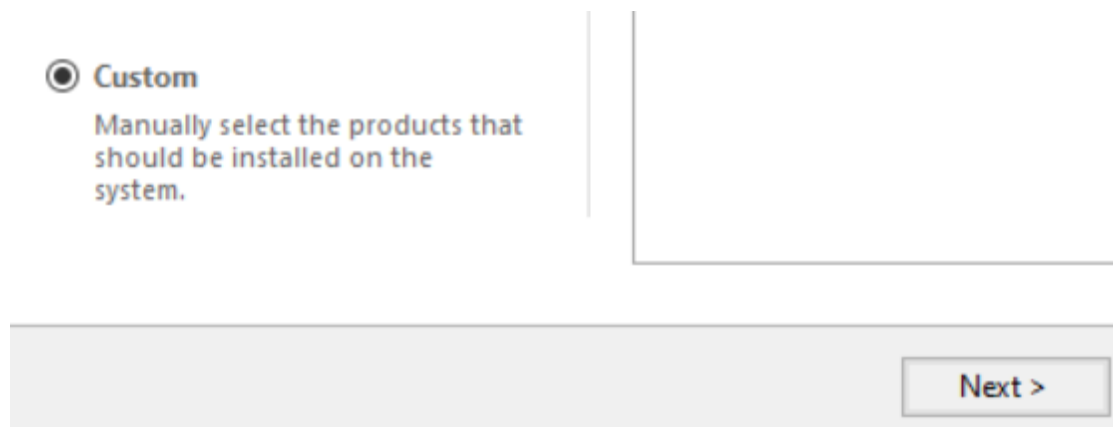 Custom
Manually select the products that
should be installed on the
system.
Next >